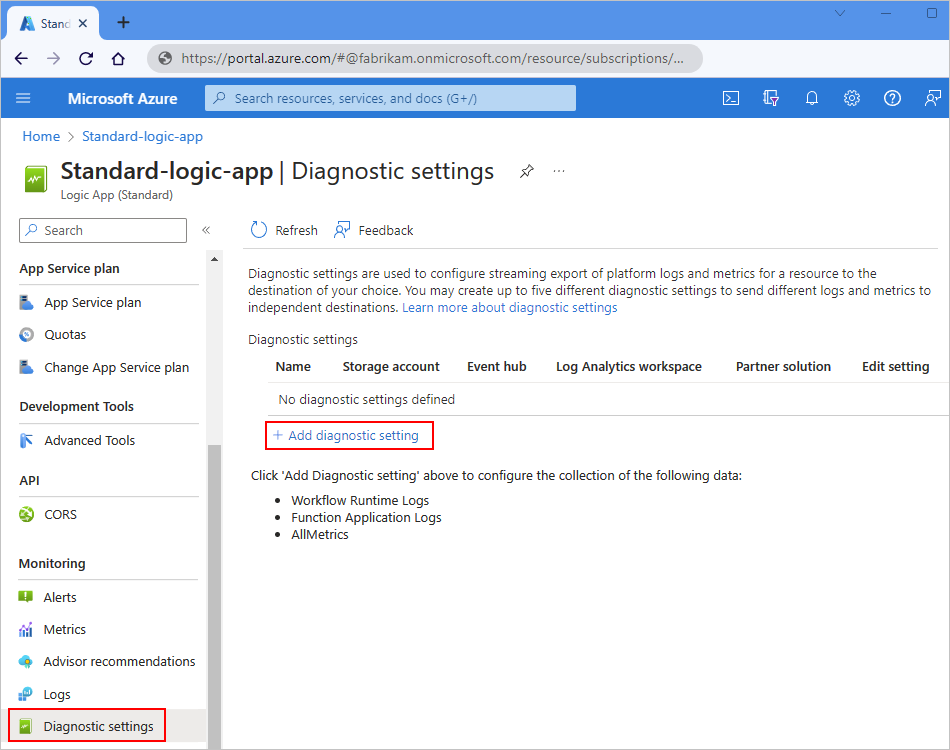 Stand
https://portal.azure.com/#@fabrikam.onmicrosoft.com/resource/subscriptions/...
Microsoft Azure
Search resources, services, and docs (G+/)
Home > Standard-logic-app
Standard-logic-app | Diagnostic settings
Logic App (Standard)
Search
«
Refresh
Feedback
App Service plan
App Service plan
Quotas
Change App Service plan
Development Tools
Advanced Tools
API
CORS
Monitoring
Alerts
Metrics
Advisor recommendations
Logs
Diagnostic settings
Diagnostic settings are used to configure streaming export of platform logs and metrics for a resource to the
destination of your choice. You may create up to five different diagnostic settings to send different logs and metrics to
independent destinations. Learn more about diagnostic settings
Diagnostic settings
Name Storage account Event hub Log Analytics workspace Partner solution Edit setting
No diagnostic settings defined
+ Add diagnostic setting
Click 'Add Diagnostic setting' above to configure the collection of the following data:
• Workflow Runtime Logs
• Function Application Logs
• AllMetrics